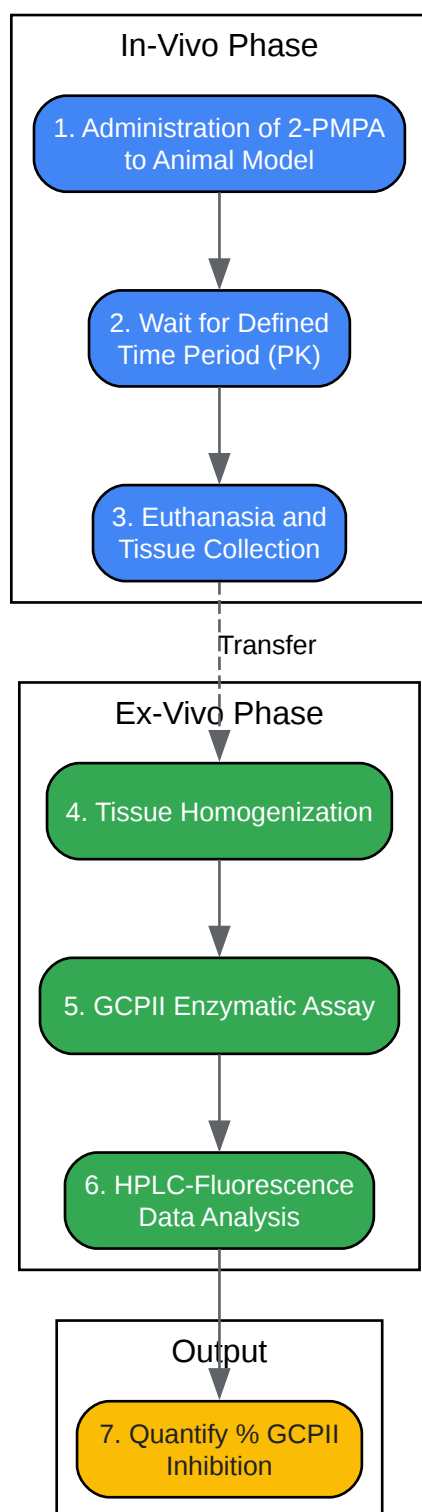 In-Vivo Phase
1. Administration of 2-PMPA
to Animal Model
2. Wait for Defined
Time Period (PK)
3. Euthanasia and
Tissue Collection
Transfer
Ex-Vivo Phase
4. Tissue Homogenization
5. GCPII Enzymatic Assay
6. HPLC-Fluorescence
Data Analysis
Output
7. Quantify % GCPII
Inhibition